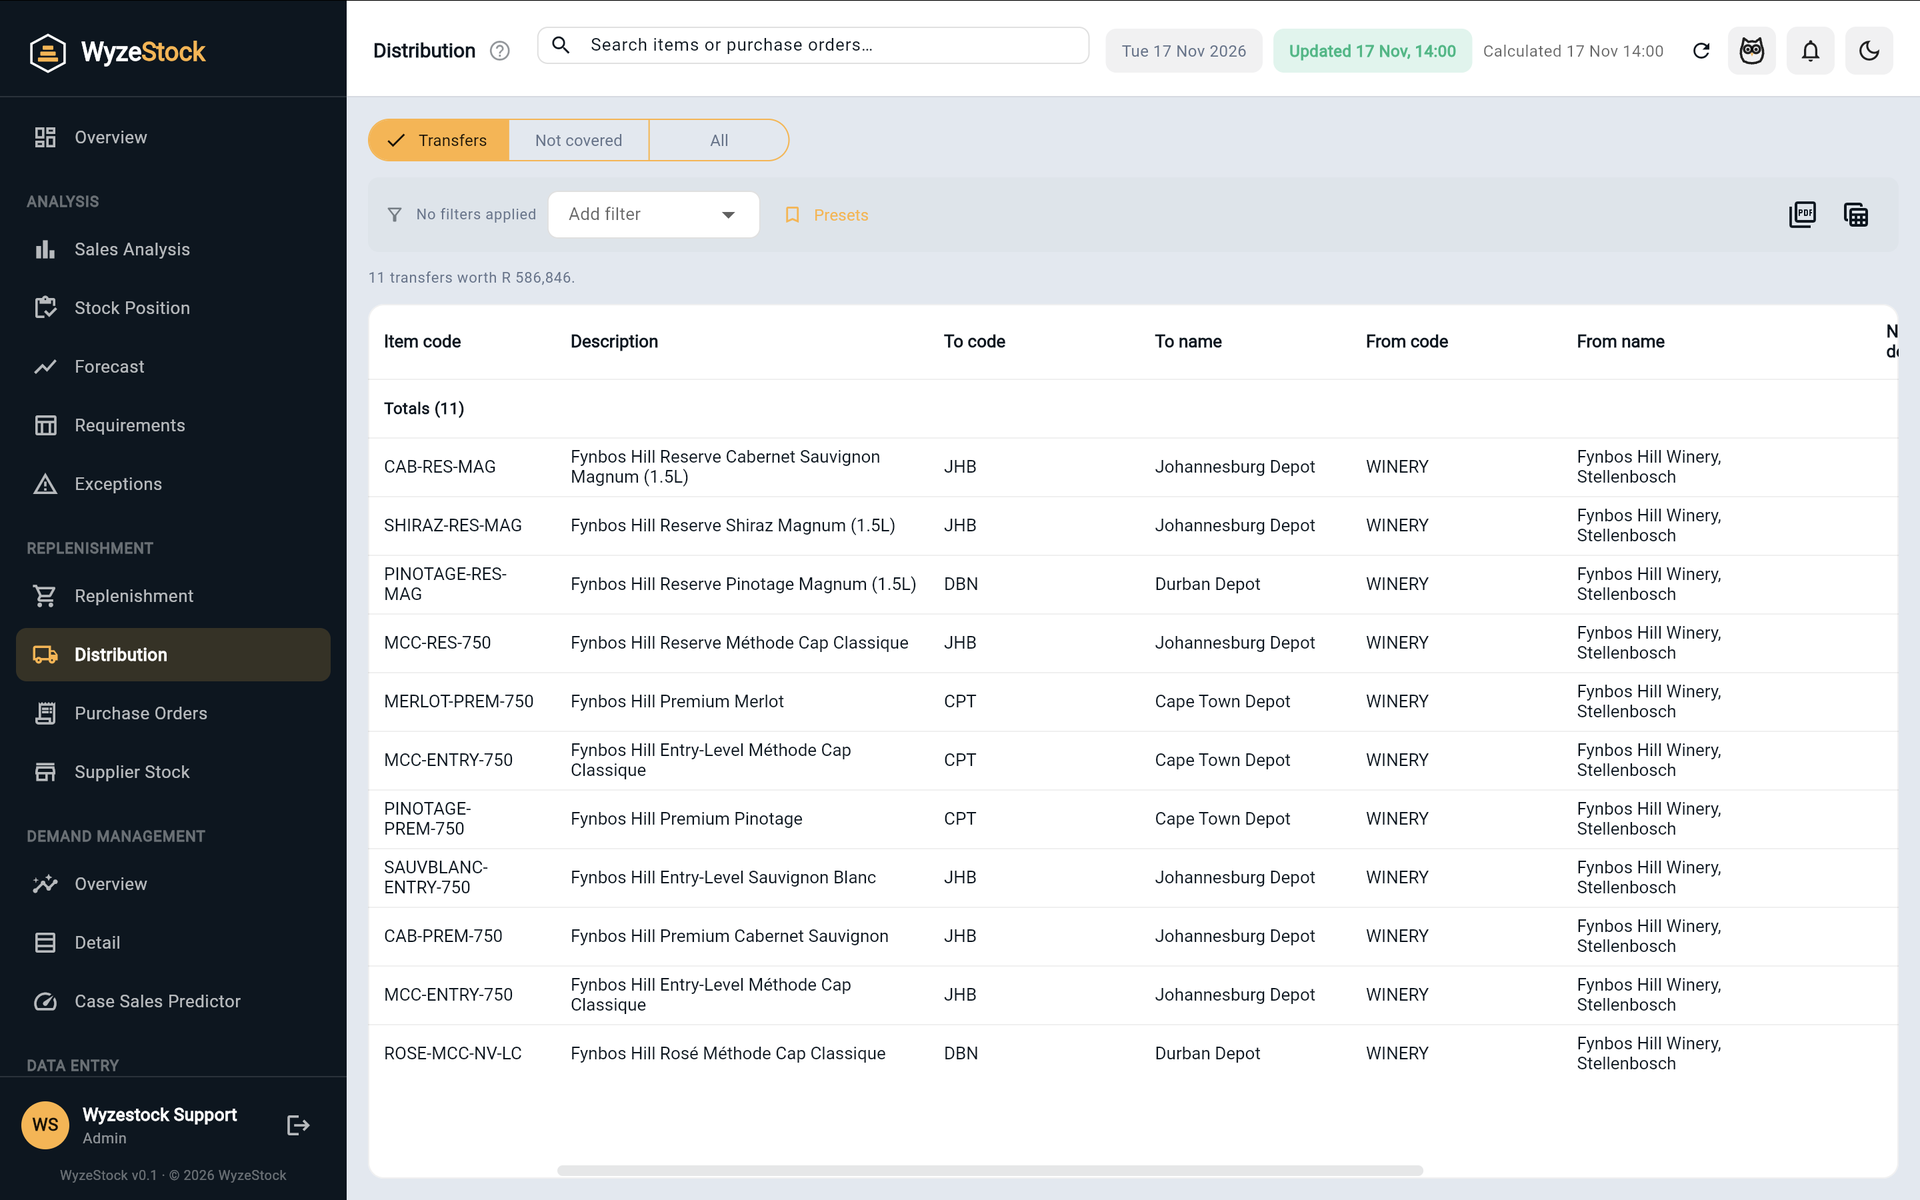 WyzeStock
Overview
ANALYSIS
Sales Analysis
Stock Position
Forecast
Requirements
Exceptions
REPLENISHMENT
Replenishment
Distribution
Purchase Orders
Supplier Stock
DEMAND MANAGEMENT
Overview
Detail
Case Sales Predictor
DATA ENTRY
WS
Wyzestock Support
Admin
WyzeStock v0.1 · © 2026 WyzeStock
Distribution
Search items or purchase orders…
Tue 17 Nov 2026
Updated 17 Nov, 14:00
Calculated 17 Nov 14:00
Transfers
Not covered
All
No filters applied
Add filter
Presets
PDF
11 transfers worth R 586,846.
Item code Description To code To name From code From name
Totals (11)
CAB-RES-MAG Fynbos Hill Reserve Cabernet Sauvignon JHB Johannesburg Depot WINERY Fynbos Hill Winery,
Magnum (1.5L) Stellenbosch
SHIRAZ-RES-MAG Fynbos Hill Reserve Shiraz Magnum (1.5L) JHB Johannesburg Depot WINERY Fynbos Hill Winery,
Stellenbosch
PINOTAGE-RES- Fynbos Hill Reserve Pinotage Magnum (1.5L) DBN Durban Depot WINERY Fynbos Hill Winery,
MAG Stellenbosch
MCC-RES-750 Fynbos Hill Reserve Méthode Cap Classique JHB Johannesburg Depot WINERY Fynbos Hill Winery,
Stellenbosch
MERLOT-PREM-750 Fynbos Hill Premium Merlot CPT Cape Town Depot WINERY Fynbos Hill Winery,
Stellenbosch
MCC-ENTRY-750 Fynbos Hill Entry-Level Méthode Cap CPT Cape Town Depot WINERY Fynbos Hill Winery,
Classique Stellenbosch
PINOTAGE- Fynbos Hill Premium Pinotage CPT Cape Town Depot WINERY Fynbos Hill Winery,
PREM-750 Stellenbosch
SAUVBLANC- Fynbos Hill Entry-Level Sauvignon Blanc JHB Johannesburg Depot WINERY Fynbos Hill Winery,
ENTRY-750 Stellenbosch
CAB-PREM-750 Fynbos Hill Premium Cabernet Sauvignon JHB Johannesburg Depot WINERY Fynbos Hill Winery,
Stellenbosch
MCC-ENTRY-750 Fynbos Hill Entry-Level Méthode Cap JHB Johannesburg Depot WINERY Fynbos Hill Winery,
Classique Stellenbosch
ROSE-MCC-NV-LC Fynbos Hill Rosé Méthode Cap Classique DBN Durban Depot WINERY Fynbos Hill Winery,
Stellenbosch